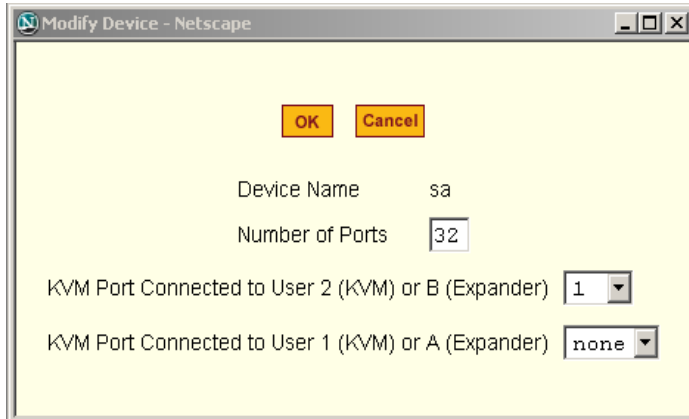 Modify Device - Netscape
OK Cancel
Device Name sa
Number of Ports 32
KVM Port Connected to User 2 (KVM) or B (Expander) 1
KVM Port Connected to User 1 (KVM) or A (Expander) none